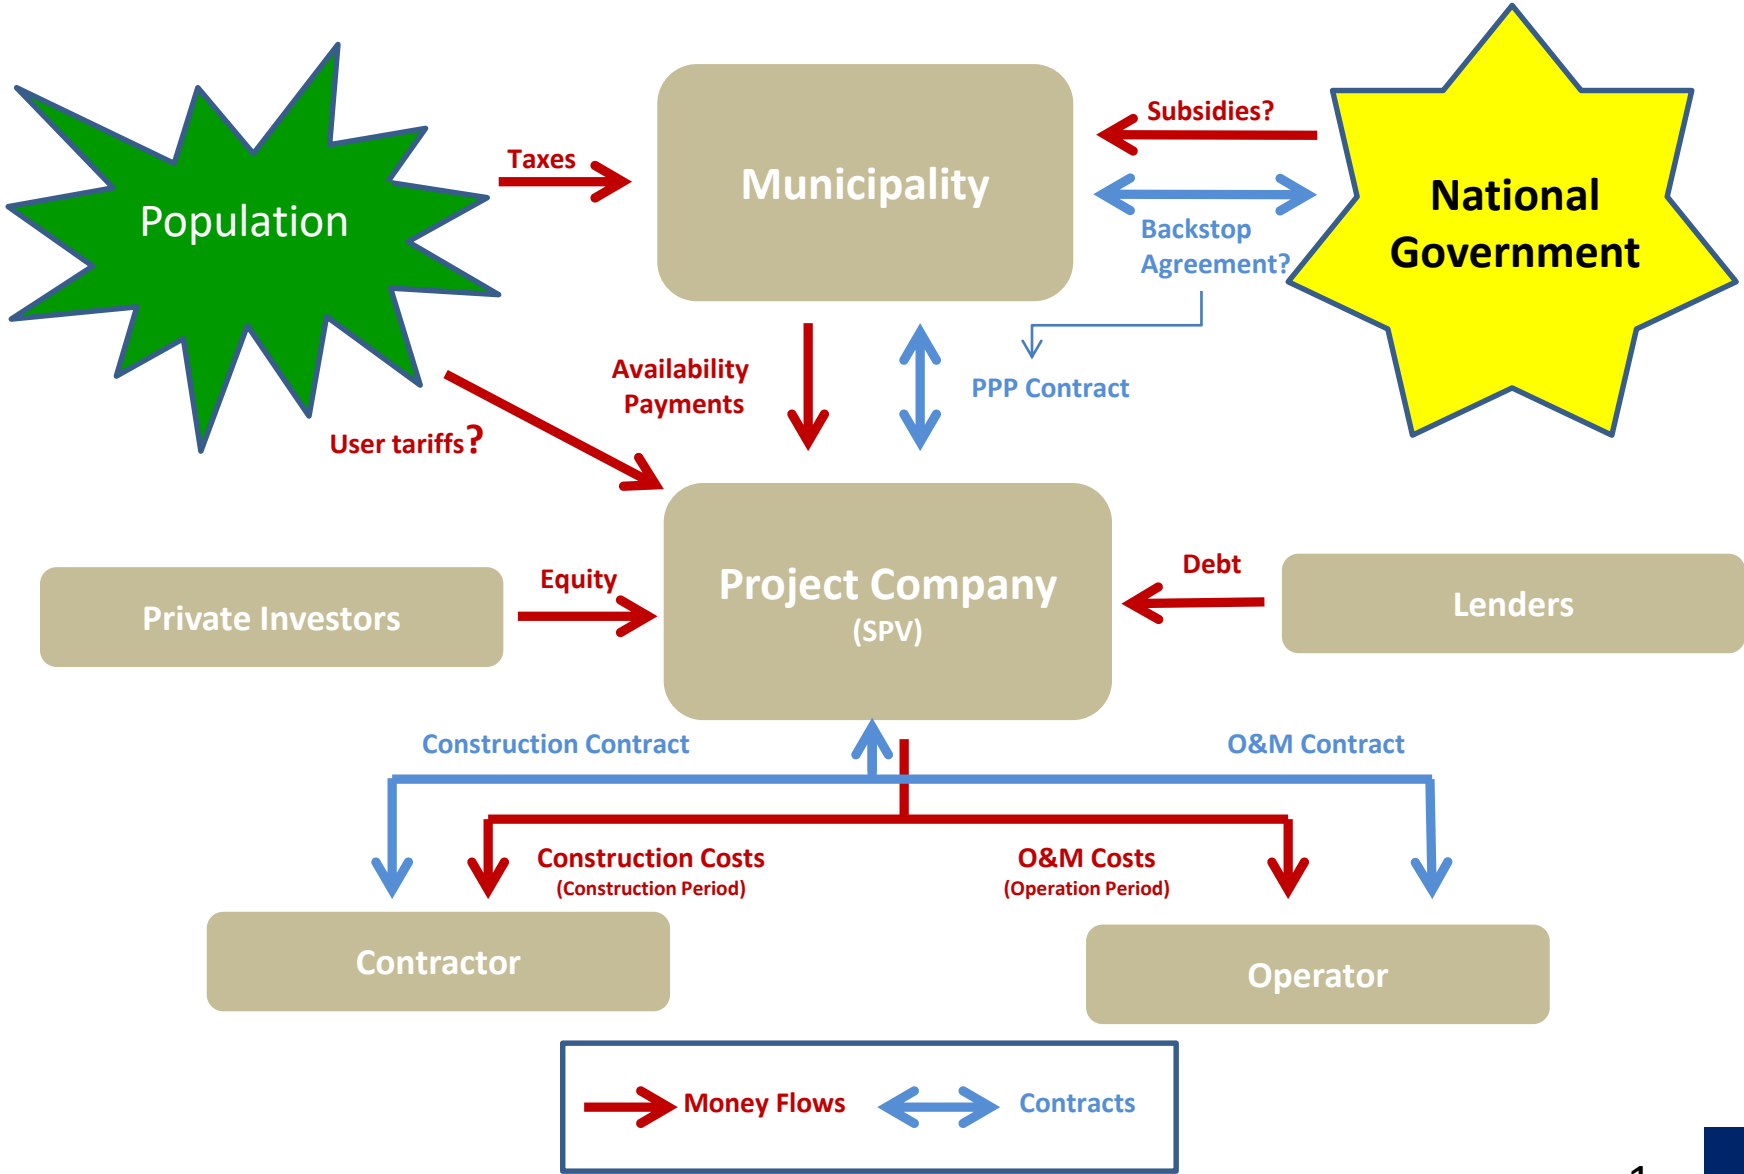 Subsidies?
Taxes
Municipality
National
Government
Population
Backstop
Agreement?
Availability
Payments
PPP Contract
User tariffs?
Equity
Debt
Project Company
(SPV)
Private Investors
Lenders
Construction Contract
O&M Contract
Construction Costs
(Construction Period)
O&M Costs
(Operation Period)
Contractor
Operator
Money Flows
Contracts
1